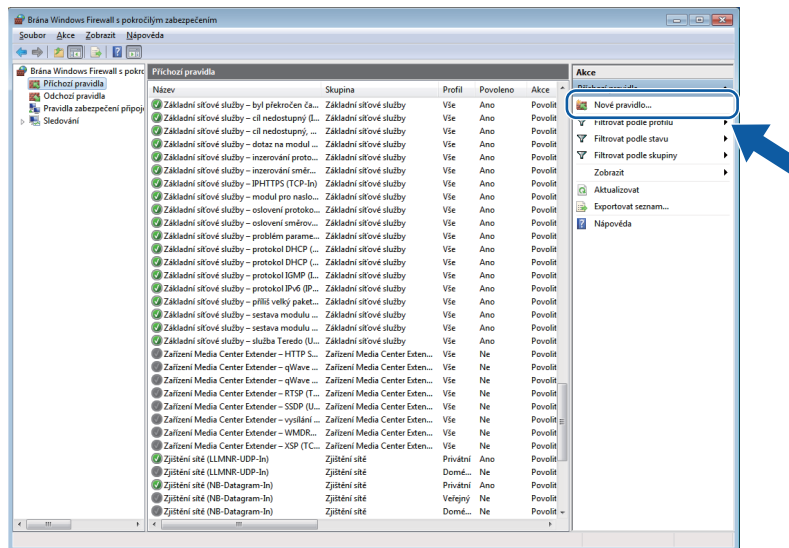 Brána Windows Firewall s pokročilým zabezpečením
Soubor Akce Zobrazit Nápověda
Brána Windows Firewall s pokro
Příchozí pravidla
Odchozí pravidla
Pravidla zabezpečení připoj
Sledování
Příchozí pravidla
Název Skupina Profil Povoleno Akce
Základní síťové služby – byl překročen ča... Základní síťové služby Vše Ano Povolit
Základní síťové služby – cíl nedostupný (I... Základní síťové služby Vše Ano Povolit
Základní síťové služby – cíl nedostupný, ... Základní síťové služby Vše Ano Povolit
Základní síťové služby – dotaz na modul ... Základní síťové služby Vše Ano Povolit
Základní síťové služby – inzerování proto... Základní síťové služby Vše Ano Povolit
Základní síťové služby – inzerování směr... Základní síťové služby Vše Ano Povolit
Základní síťové služby – IPHTTPS (TCP-In) Základní síťové služby Vše Ano Povolit
Základní síťové služby – modul pro naslo... Základní síťové služby Vše Ano Povolit
Základní síťové služby – oslovení protoko... Základní síťové služby Vše Ano Povolit
Základní síťové služby – oslovení směrov... Základní síťové služby Vše Ano Povolit
Základní síťové služby – problém parame... Základní síťové služby Vše Ano Povolit
Základní síťové služby – protokol DHCP (... Základní síťové služby Vše Ano Povolit
Základní síťové služby – protokol DHCP (... Základní síťové služby Vše Ano Povolit
Základní síťové služby – protokol IGMP (I... Základní síťové služby Vše Ano Povolit
Základní síťové služby – protokol IPv6 (IP... Základní síťové služby Vše Ano Povolit
Základní síťové služby – příliš velký paket... Základní síťové služby Vše Ano Povolit
Základní síťové služby – sestava modulu ... Základní síťové služby Vše Ano Povolit
Základní síťové služby – sestava modulu ... Základní síťové služby Vše Ano Povolit
Základní síťové služby – služba Teredo (U... Základní síťové služby Vše Ano Povolit
Zařízení Media Center Extender – HTTP S... Zařízení Media Center Exten... Vše Ne Povolit
Zařízení Media Center Extender – qWave ... Zařízení Media Center Exten... Vše Ne Povolit
Zařízení Media Center Extender – qWave ... Zařízení Media Center Exten... Vše Ne Povolit
Zařízení Media Center Extender – RTSP (T... Zařízení Media Center Exten... Vše Ne Povolit
Zařízení Media Center Extender – SSDP (U... Zařízení Media Center Exten... Vše Ne Povolit
Zařízení Media Center Extender – vysílání ... Zařízení Media Center Exten... Vše Ne Povolit
Zařízení Media Center Extender – WMDR... Zařízení Media Center Exten... Vše Ne Povolit
Zařízení Media Center Extender – XSP (TC... Zařízení Media Center Exten... Vše Ne Povolit
Zjištění sítě (LLMNR-UDP-In) Zjištění sítě Privátní Ano Povolit
Zjištění sítě (LLMNR-UDP-In) Zjištění sítě Domé... Ne Povolit
Zjištění sítě (NB-Datagram-In) Zjištění sítě Privátní Ano Povolit
Zjištění sítě (NB-Datagram-In) Zjištění sítě Veřejný Ne Povolit
Zjištění sítě (NB-Datagram-In) Zjištění sítě Domé... Ne Povolit
Akce
Příchozí pravidla
Nové pravidlo...
Filtrovat podle profilu
Filtrovat podle stavu
Filtrovat podle skupiny
Zobrazit
Aktualizovat
Exportovat seznam...
Nápověda